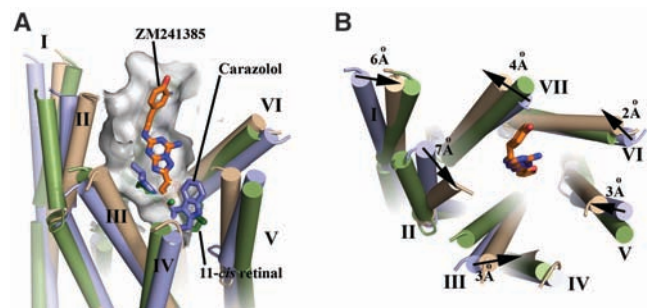 A
I
ZM241385
Carazolol
II
VI
III
V
IV
11-cis retinal
B
6Å
4Å
VII
I
2Å
7Å
VI
II
3Å
V
III
3Å
IV